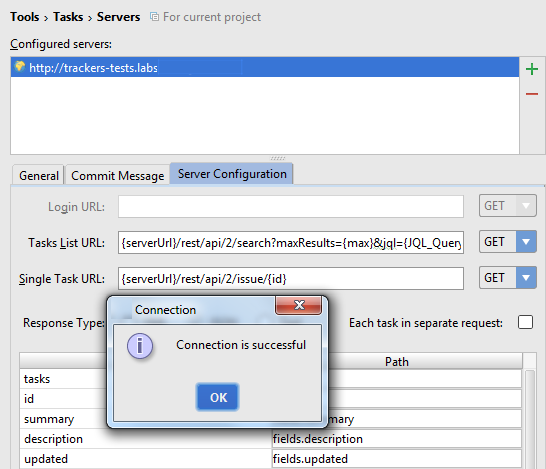 Tools › Tasks › Servers For current project
Configured servers:
http://trackers-tests.labs
General Commit Message Server Configuration
Login URL: GET
Tasks List URL: {serverUrl}/rest/api/2/search?maxResults={max}&jql={JQL_Query GET
Single Task URL: {serverUrl}/rest/api/2/issue/{id} GET
Connection
Response Type: Each task in separate request:
Connection is successful
OK
Path
tasks
id
summary
description fields.description
updated fields.updated